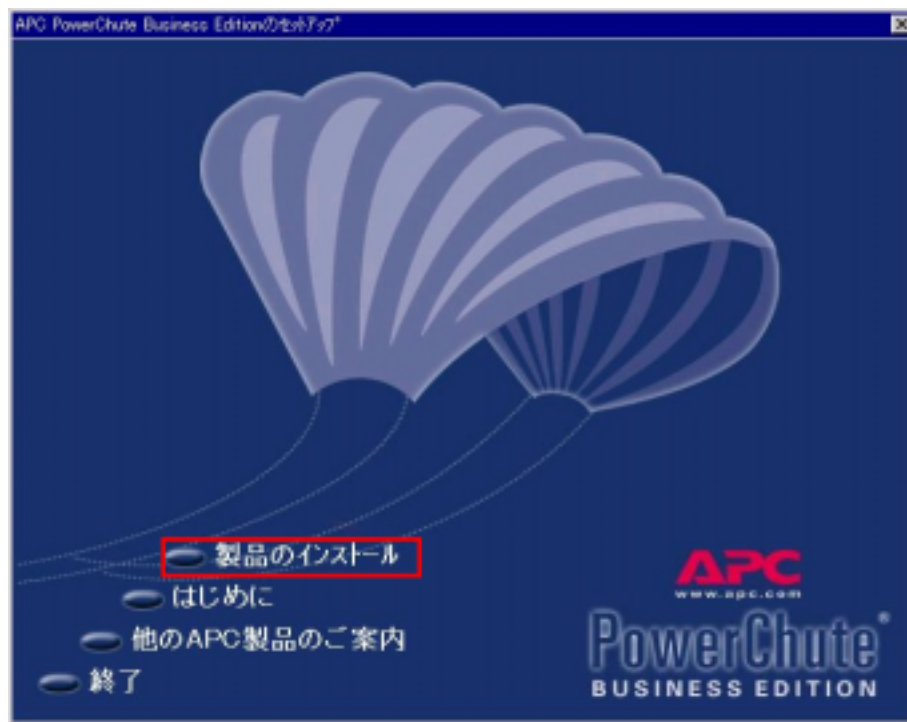 APC PowerChute Business Editionのセットアップ
製品のインストール
はじめに
他のAPC製品のご案内
終了
APC
www.apc.com
PowerChute®
BUSINESS EDITION